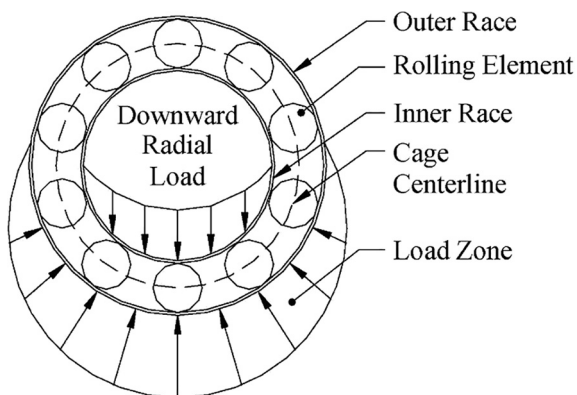 Outer Race
Rolling Element
Inner Race
Cage
Centerline
Load Zone
Downward
Radial
Load